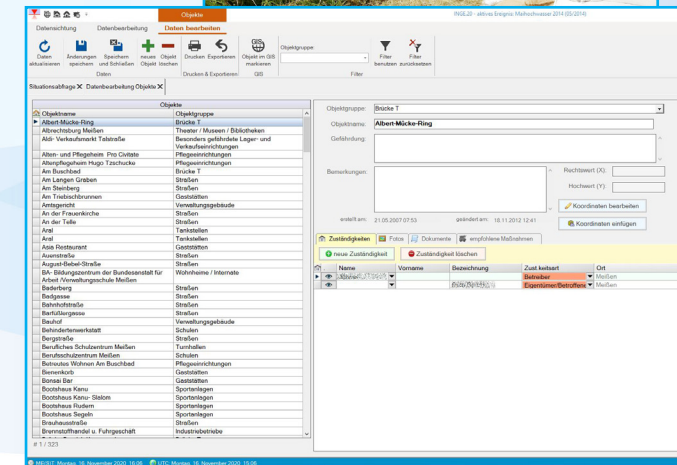 Objekte
INGE.20 - aktives Ereignis: Maihochwasser 2014 (05/2014)
Datensichtung Datenbearbeitung Daten bearbeiten
Daten aktualisieren
Änderungen speichern
Speichern und Schließen
neues Objekt
Objekt löschen
Drucken
Exportieren
Objekt im GIS markieren
Objektgruppe:
Filter benutzen
Filter zurücksetzen
Daten Drucken & Exportieren GIS Filter
Situationsabfrage X Datenbearbeitung Objekte X
Objekte
Objektname Objektgruppe
Albert-Mücke-Ring Brücke T
Albrechtsburg Meißen Theater / Museen / Bibliotheken
Aldi- Verkaufsmarkt Talstraße Besonders gefährdete Lager- und Verkaufseinrichtungen
Alten- und Pflegeheim Pro Civitate Pflegeeinrichtungen
Altenpflegeheim Hugo Tzschucke Pflegeeinrichtungen
Am Buschbad Brücke T
Am Langen Graben Straßen
Am Steinberg Straßen
Am Triebischbrunnen Gaststätten
Amtsgericht Verwaltungsgebäude
An der Frauenkirche Straßen
An der Telle Straßen
Aral Tankstellen
Aral Tankstellen
Asia Restaurant Gaststätten
Auenstraße Straßen
August-Bebel-Straße Straßen
BA- Bildungszentrum der Bundesanstalt für Arbeit /Verwaltungsschule Meißen Wohnheime / Internate
Baderberg Straßen
Badgasse Straßen
Bahnhofstraße Straßen
Barfüßlergasse Straßen
Bauhof Verwaltungsgebäude
Behindertenwerkstatt Schulen
Bergstraße Straßen
Berufliches Schulzentrum Meißen Turnhallen
Berufsschulzentrum Meißen Schulen
Betreutes Wohnen Am Buschbad Pflegeeinrichtungen
Bienenkorb Gaststätten
Bonsai Bar Gaststätten
Bootshaus Kanu Sportanlagen
Bootshaus Kanu- Slalom Sportanlagen
Bootshaus Rudern Sportanlagen
Bootshaus Segeln Sportanlagen
Brauhausstraße Straßen
Brennstoffhandel u. Fuhrgeschäft Industriebetriebe
# 1 / 323
Objektgruppe: Brücke T
Objektname: Albert-Mücke-Ring
Gefährdung:
Bemerkungen:
Rechtswert (X):
Hochwert (Y):
Koordinaten bearbeiten
Koordinaten einfügen
erstellt am: 21.05.2007 07:53 geändert am: 16.11.2012 12:41
Zuständigkeiten Fotos Dokumente empfohlene Maßnahmen
neue Zuständigkeit Zuständigkeit löschen
Name Vorname Bezeichnung Zust keitsart Ort
Betreiber Meißen
Eigentümer/Betroffene Meißen
ME(S)T: Montag, 16. November 2020, 16:06 UTC: Montag, 16. November 2020, 15:06